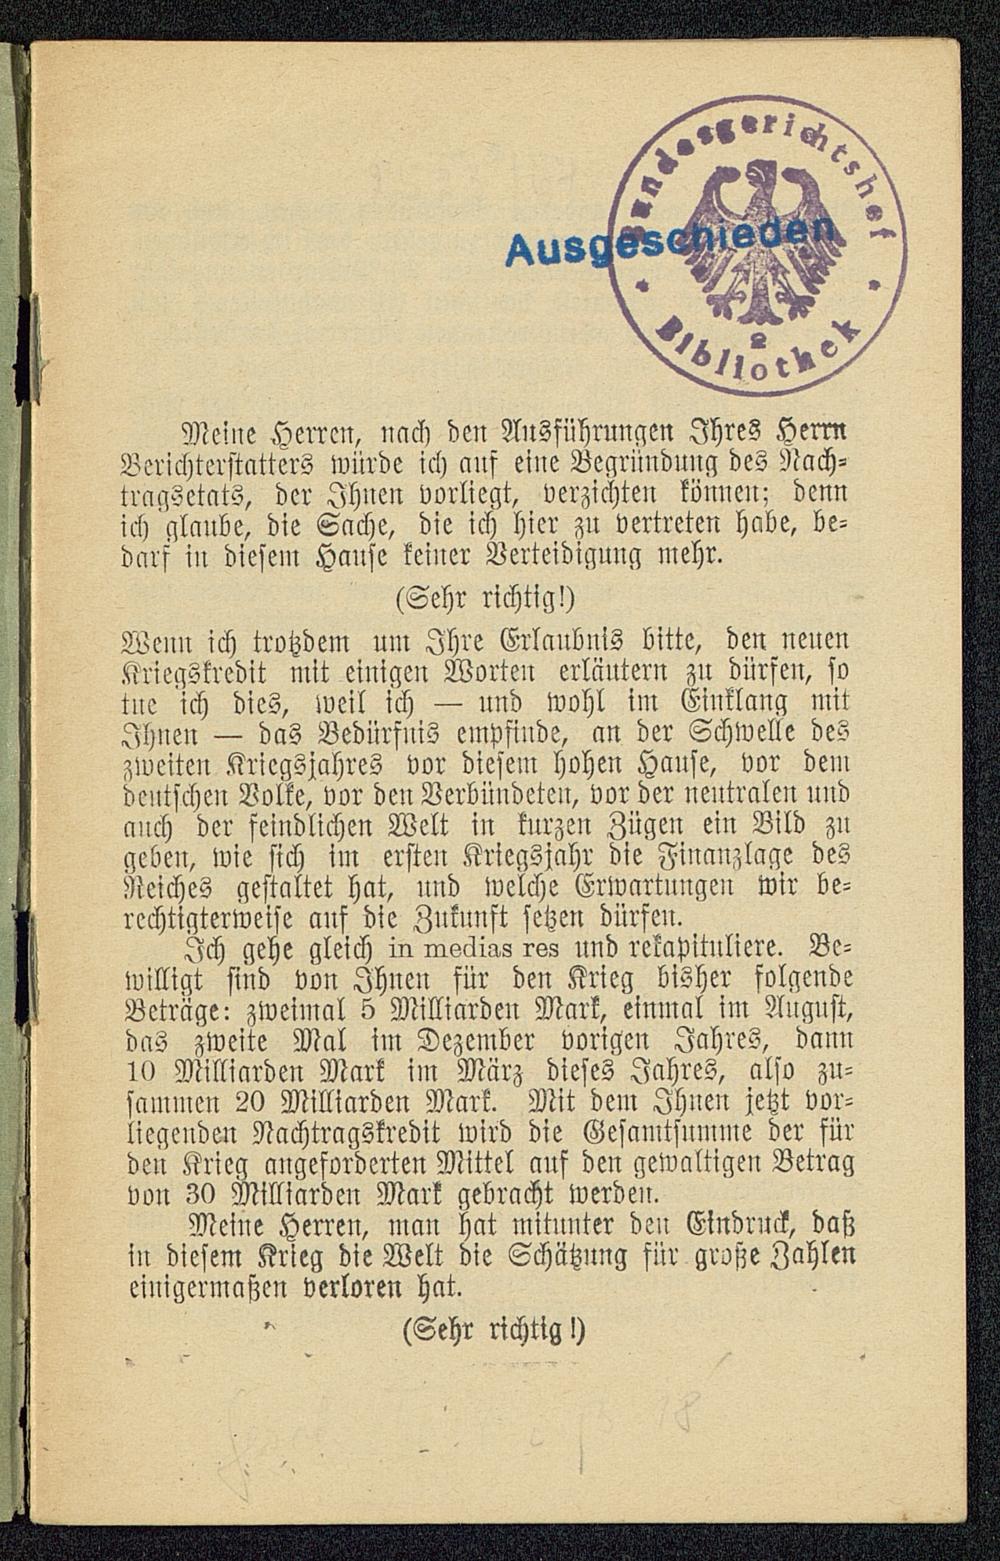 Bundesgerichtshof
Ausgeschieden
2
Bibliothek
Meine Herren, nach den Ausführungen Ihres Herrn
Berichterstatters würde ich auf eine Begründung des Nach-
tragsetats, der Ihnen vorliegt, verzichten können; denn
ich glaube, die Sache, die ich hier zu vertreten habe, be-
darf in diesem Hause keiner Verteidigung mehr.
(Sehr richtig!)
Wenn ich trotzdem um Ihre Erlaubnis bitte, den neuen
Kriegskredit mit einigen Worten erläutern zu dürfen, so
tue ich dies, weil ich — und wohl im Einklang mit
Ihnen — das Bedürfnis empfinde, an der Schwelle des
zweiten Kriegsjahres vor diesem hohen Hause, vor dem
deutschen Volke, vor den Verbündeten, vor der neutralen und
auch der feindlichen Welt in kurzen Zügen ein Bild zu
geben, wie sich im ersten Kriegsjahr die Finanzlage des
Reiches gestaltet hat, und welche Erwartungen wir be-
rechtigterweise auf die Zukunft setzen dürfen.
Ich gehe gleich in medias res und rekapituliere. Be-
willigt sind von Ihnen für den Krieg bisher folgende
Beträge: zweimal 5 Milliarden Mark, einmal im August,
das zweite Mal im Dezember vorigen Jahres, dann
10 Milliarden Mark im März dieses Jahres, also zu-
sammen 20 Milliarden Mark. Mit dem Ihnen jetzt vor-
liegenden Nachtragskredit wird die Gesamtsumme der für
den Krieg angeforderten Mittel auf den gewaltigen Betrag
von 30 Milliarden Mark gebracht werden.
Meine Herren, man hat mitunter den Eindruck, daß
in diesem Krieg die Welt die Schätzung für große Zahlen
einigermaßen verloren hat.
(Sehr richtig!)
18